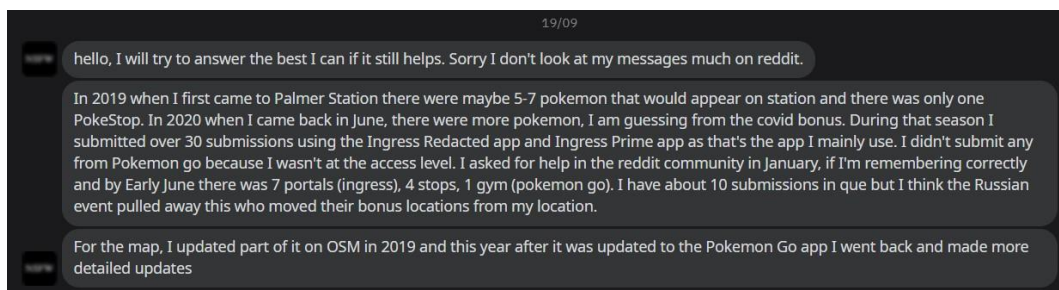 19/09
hello, I will try to answer the best I can if it still helps. Sorry I don't look at my messages much on reddit.
In 2019 when I first came to Palmer Station there were maybe 5-7 pokemon that would appear on station and there was only one
PokeStop. In 2020 when I came back in June, there were more pokemon, I am guessing from the covid bonus. During that season I
submitted over 30 submissions using the Ingress Redacted app and Ingress Prime app as that's the app I mainly use. I didn't submit any
from Pokemon go because I wasn't at the access level. I asked for help in the reddit community in January, if I'm remembering correctly
and by Early June there was 7 portals (ingress), 4 stops, 1 gym (pokemon go). I have about 10 submissions in que but I think the Russian
event pulled away this who moved their bonus locations from my location.
For the map, I updated part of it on OSM in 2019 and this year after it was updated to the Pokemon Go app I went back and made more
detailed updates